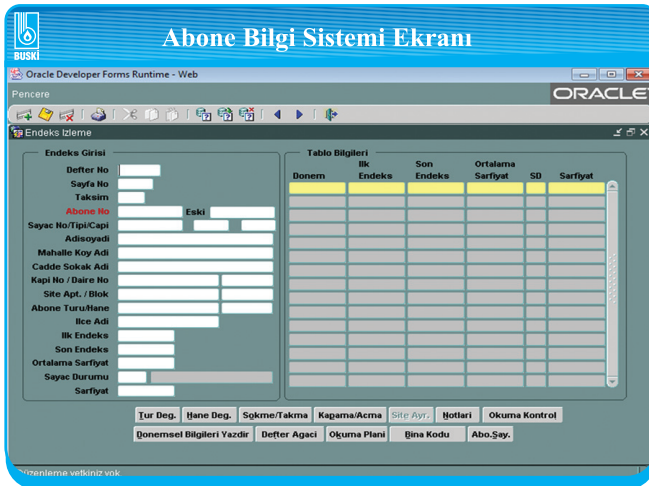 BUSKİ
Abone Bilgi Sistemi Ekranı
Oracle Developer Forms Runtime - Web
Pencere
ORACLE
Endeks Izleme
Endeks Girisi
Defter No
Sayfa No
Taksim
Abone No
Eski
Sayac No/Tipi/Capi
Adisoyadi
Mahalle Koy Adi
Cadde Sokak Adi
Kapi No / Daire No
Site Apt. / Blok
Abone Turu/Hane
Ilce Adi
Ilk Endeks
Son Endeks
Ortalama Sarfiyat
Sayac Durumu
Sarfiyat
Tablo Bilgileri
Donem
Ilk Endeks
Son Endeks
Ortalama Sarfiyat
SD
Sarfiyat
Tur Deg. Hane Deg. Sokme/Takma Kapama/Acma Site Ayr. Notlari Okuma Kontrol
Donemsel Bilgileri Yazdir Defter Agaci Okuma Plani Bina Kodu Abo.Say.
Düzenleme yetkiniz yok